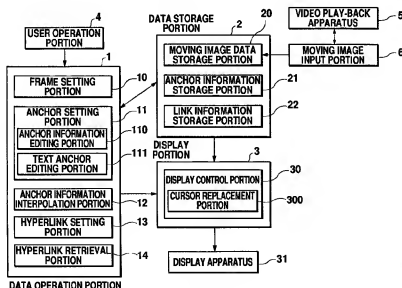 4
USER OPERATION
PORTION
1
FRAME SETTING
PORTION
10
ANCHOR SETTING
PORTION
11
ANCHOR INFORMATION
EDITING PORTION
110
TEXT ANCHOR
EDITING PORTION
111
ANCHOR INFORMATION
INTERPOLATION PORTION
12
HYPERLINK SETTING
PORTION
13
HYPERLINK RETRIEVAL
PORTION
14
DATA OPERATION PORTION
DATA STORAGE
PORTION
20
2
MOVING IMAGE DATA
STORAGE PORTION
ANCHOR INFORMATION
STORAGE PORTION
21
LINK INFORMATION
STORAGE PORTION
22
DISPLAY
PORTION
3
DISPLAY CONTROL PORTION
30
CURSOR REPLACEMENT
PORTION
300
DISPLAY APPARATUS
31
VIDEO PLAY-BACK
APPARATUS
5
MOVING IMAGE
INPUT PORTION
6